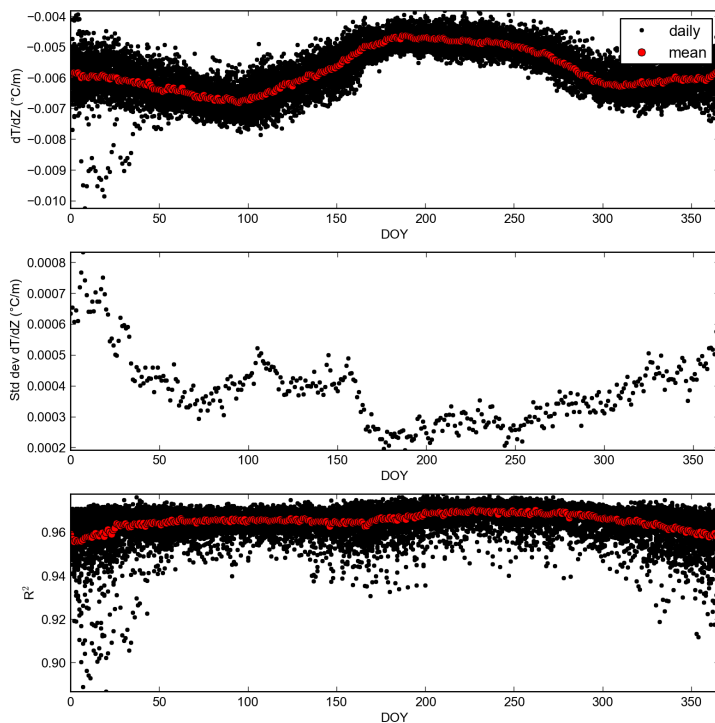 −0.004
−0.005
−0.006
−0.007
−0.008
−0.009
−0.010
dT/dZ (°C/m)
daily
mean
0 50 100 150 200 250 300 350
DOY
0.0008
0.0007
0.0006
0.0005
0.0004
0.0003
0.0002
Std dev dT/dZ (°C/m)
0 50 100 150 200 250 300 350
DOY
0.96
0.94
0.92
0.90
R²
0 50 100 150 200 250 300 350
DOY